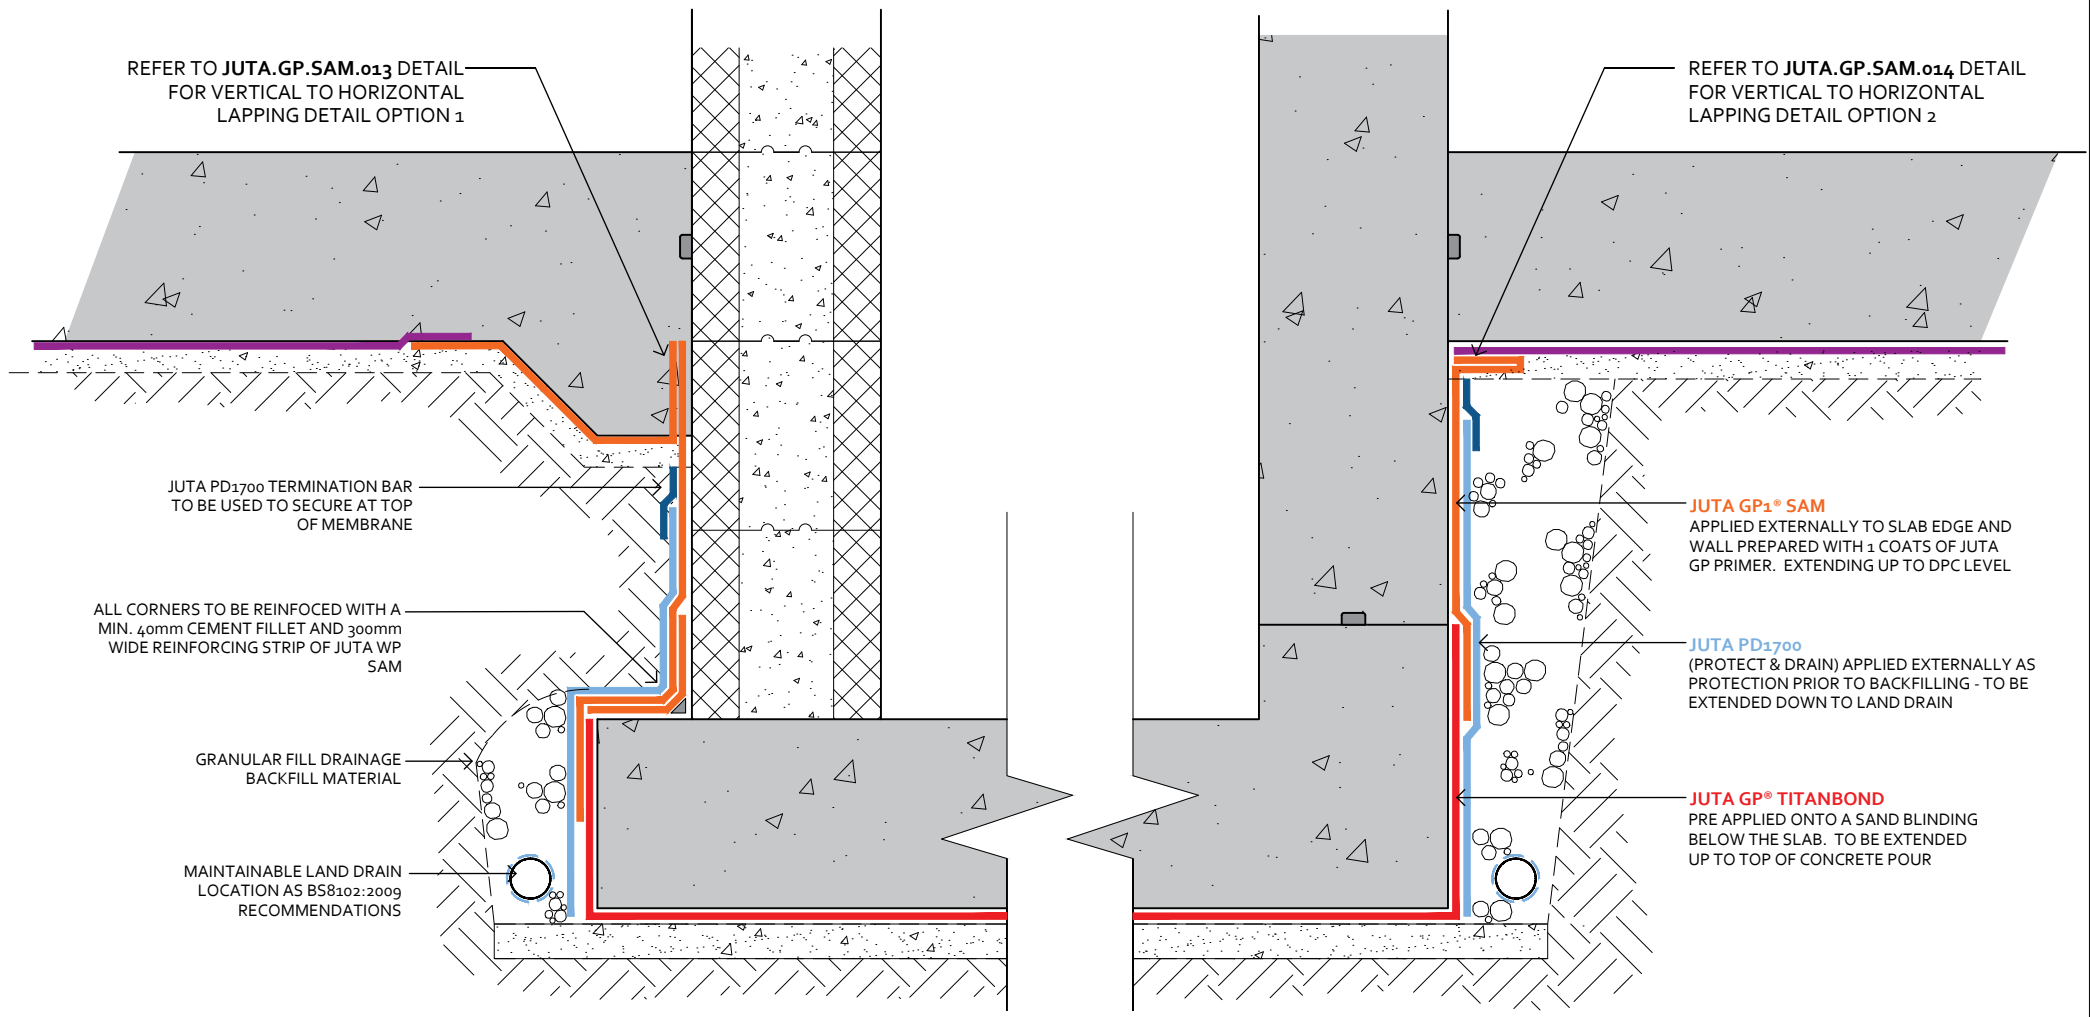 REFER TO JUTA.GP.SAM.013 DETAIL
FOR VERTICAL TO HORIZONTAL
LAPPING DETAIL OPTION 1
REFER TO JUTA.GP.SAM.014 DETAIL
FOR VERTICAL TO HORIZONTAL
LAPPING DETAIL OPTION 2
JUTA PD1700 TERMINATION BAR
TO BE USED TO SECURE AT TOP
OF MEMBRANE
ALL CORNERS TO BE REINFOCED WITH A
MIN. 40mm CEMENT FILLET AND 300mm
WIDE REINFORCING STRIP OF JUTA WP
SAM
GRANULAR FILL DRAINAGE
BACKFILL MATERIAL
MAINTAINABLE LAND DRAIN
LOCATION AS BS8102:2009
RECOMMENDATIONS
JUTA GP1® SAM
APPLIED EXTERNALLY TO SLAB EDGE AND
WALL PREPARED WITH 1 COATS OF JUTA
GP PRIMER. EXTENDING UP TO DPC LEVEL
JUTA PD1700
(PROTECT & DRAIN) APPLIED EXTERNALLY AS
PROTECTION PRIOR TO BACKFILLING - TO BE
EXTENDED DOWN TO LAND DRAIN
JUTA GP® TITANBOND
PRE APPLIED ONTO A SAND BLINDING
BELOW THE SLAB. TO BE EXTENDED
UP TO TOP OF CONCRETE POUR